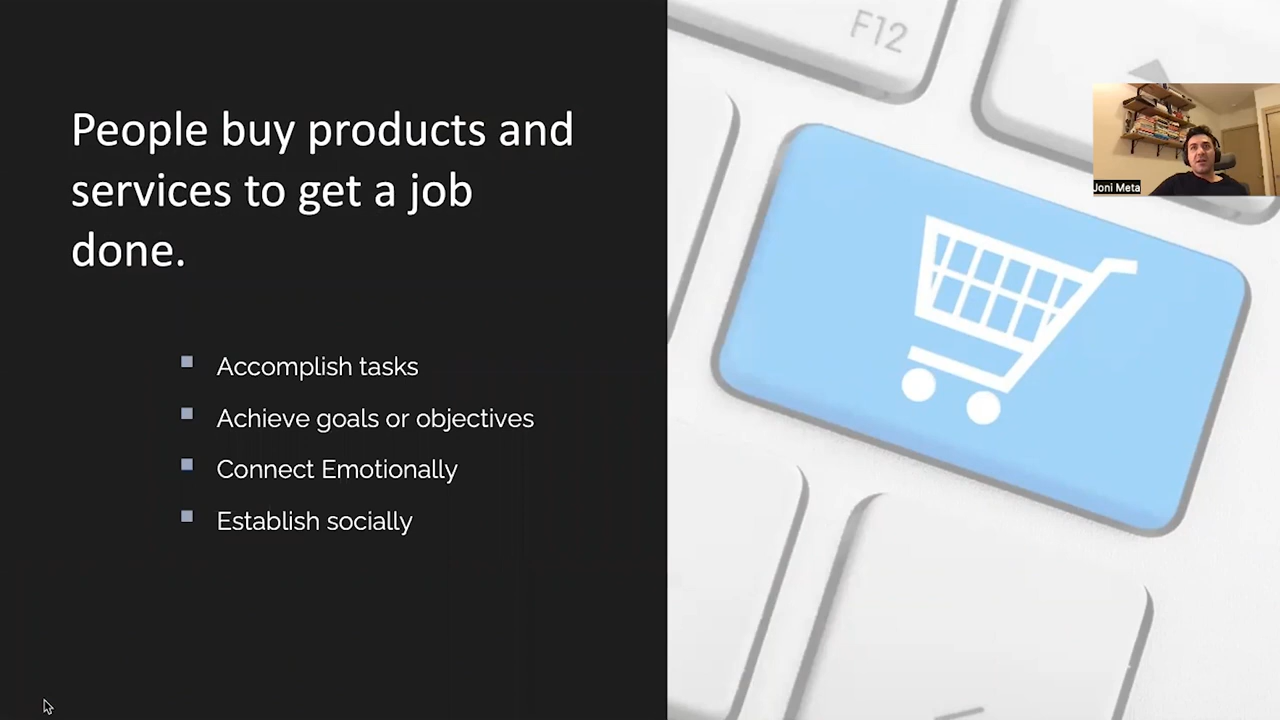 People buy products and
services to get a job
done.
Accomplish tasks
Achieve goals or objectives
Connect Emotionally
Establish socially
F12
Joni Meta